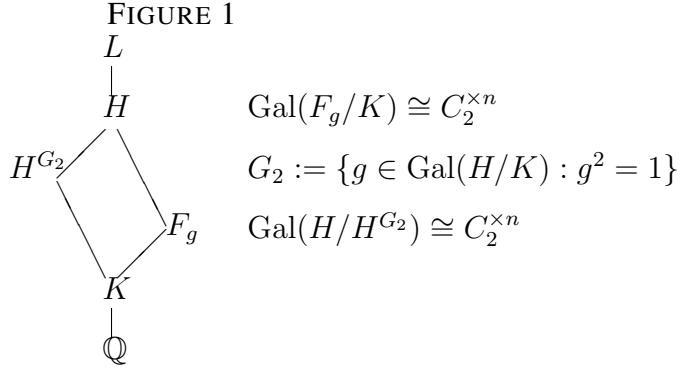 FIGURE 1
L
H Gal(F_g/K) ≅ C_2^{×n}
H^{G_2} G_2 := {g ∈ Gal(H/K) : g^2 = 1}
F_g Gal(H/H^{G_2}) ≅ C_2^{×n}
K
ℚ